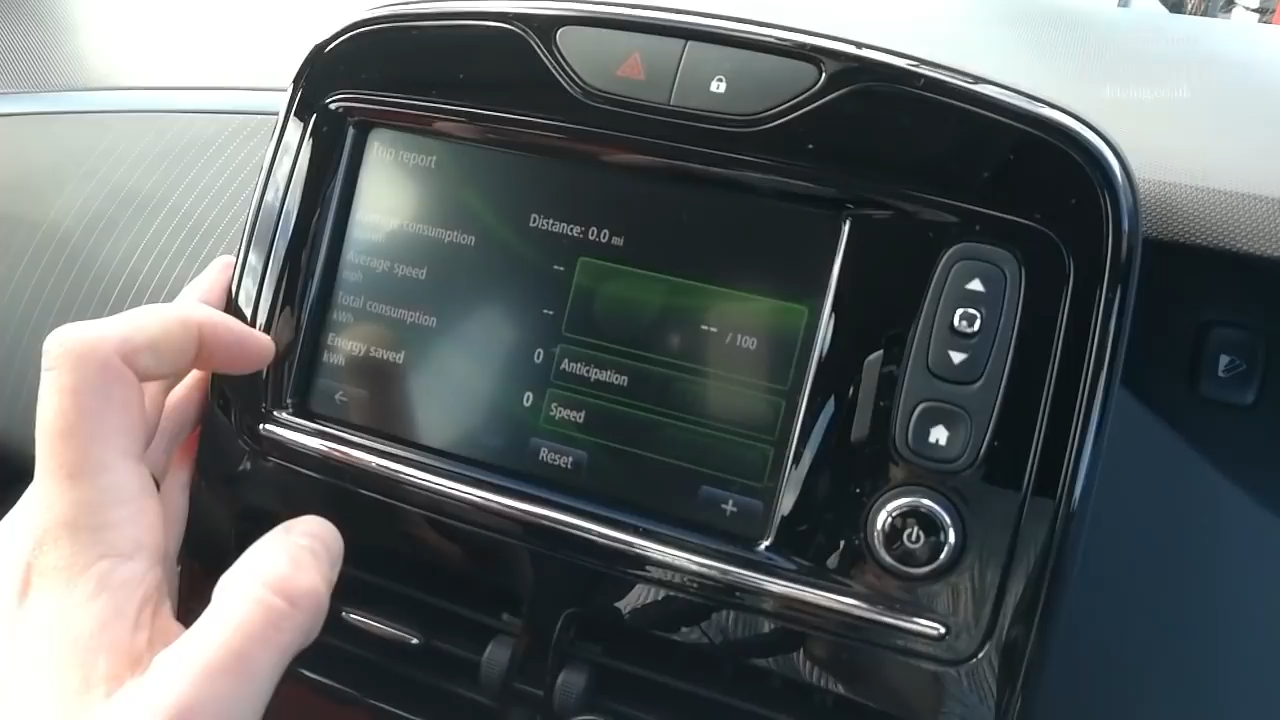 driving.co.uk
Trip report
Average consumption
Distance: 0.0 mi
--
Average speed
mph
--
-- / 100
Total consumption
kWh
0
Anticipation
Energy saved
kWh
0
Speed
←
Reset
+